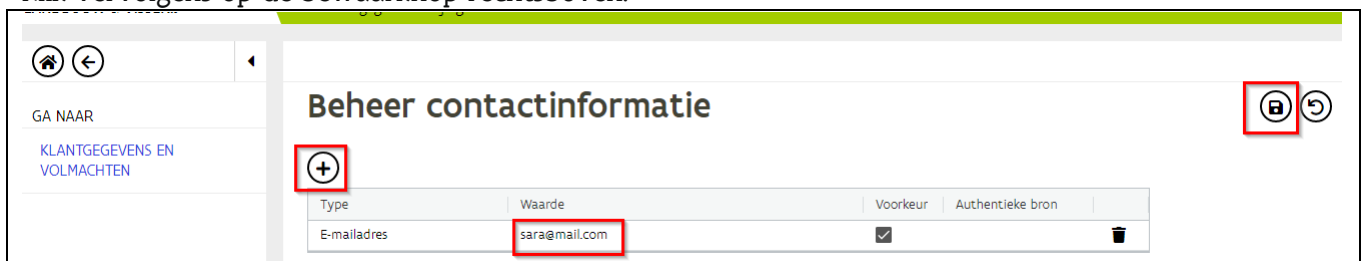 Beheer contactinformatie
GA NAAR
KLANTGEGEVENS EN
VOLMACHTEN
Type Waarde Voorkeur Authentieke bron
E-mailadres sara@mail.com